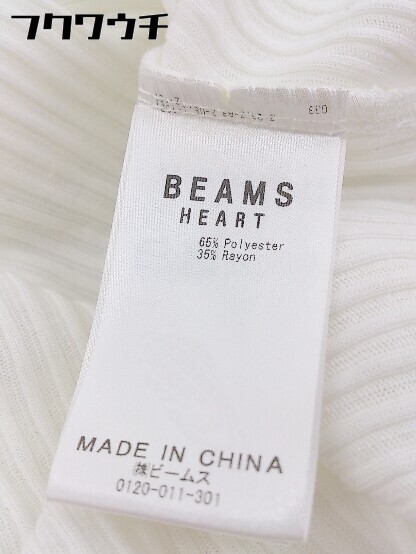 フクワウチ
BEAMS
HEART
65% Polyester
35% Rayon
MADE IN CHINA
㈱ビームス
0120-011-301